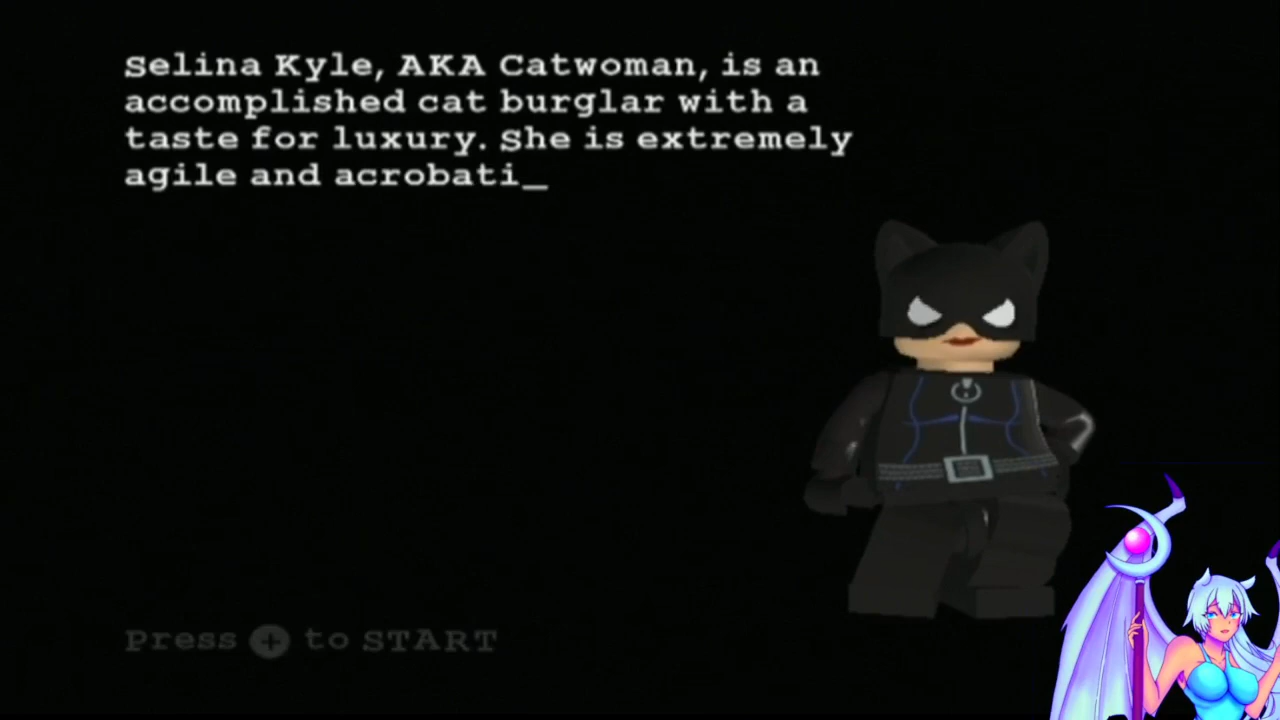 Selina Kyle, AKA Catwoman, is an
accomplished cat burglar with a
taste for luxury. She is extremely
agile and acrobati_
Press + to START